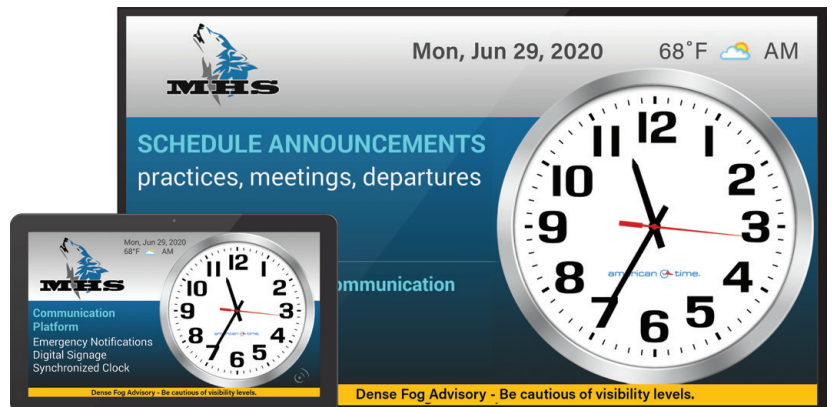 MHS
Mon, Jun 29, 2020 68°F AM
SCHEDULE ANNOUNCEMENTS
practices, meetings, departures
ommunication
12
1
2
3
4
5
6
7
8
9
10
11
american time.
Dense Fog Advisory - Be cautious of visibility levels.
MHS
Mon, Jun 29, 2020
68°F AM
Communication
Platform
Emergency Notifications
Digital Signage
Synchronized Clock
12
1
2
3
4
5
6
7
8
9
10
11
american time.
Dense Fog Advisory - Be cautious of visibility levels.